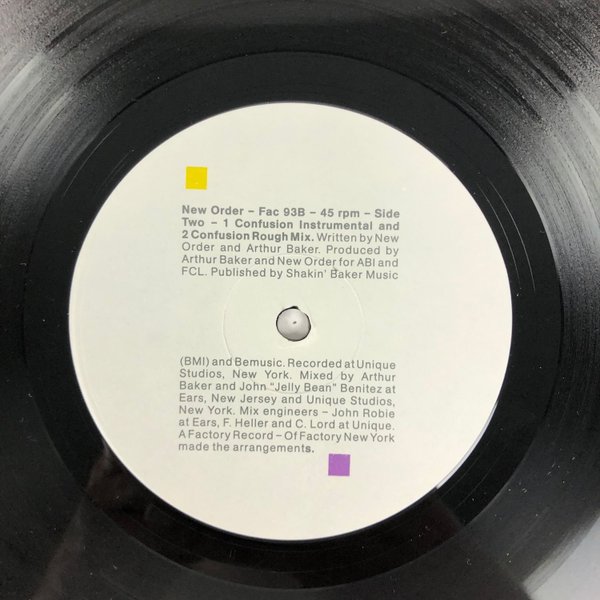 New Order – Fac 93B – 45 rpm – Side
Two – 1 Confusion Instrumental and
2 Confusion Rough Mix. Written by New
Order and Arthur Baker. Produced by
Arthur Baker and New Order for ABI and
FCL. Published by Shakin' Baker Music
(BMI) and Bemusic. Recorded at Unique
Studios, New York. Mixed by Arthur
Baker and John “Jelly Bean” Benitez at
Ears, New Jersey and Unique Studios,
New York. Mix engineers – John Robie
at Ears, F. Heller and C. Lord at Unique.
A Factory Record – Of Factory New York
made the arrangements.